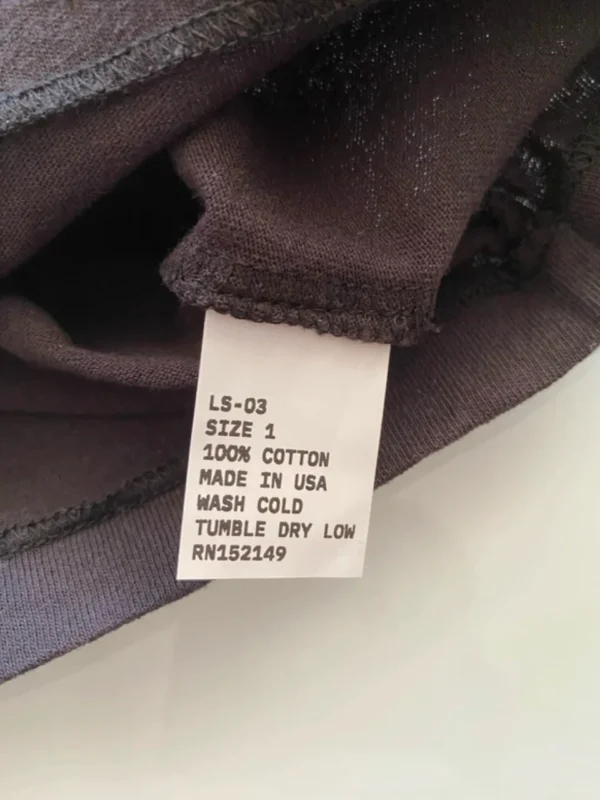 LS-03
SIZE 1
100% COTTON
MADE IN USA
WASH COLD
TUMBLE DRY LOW
RN152149